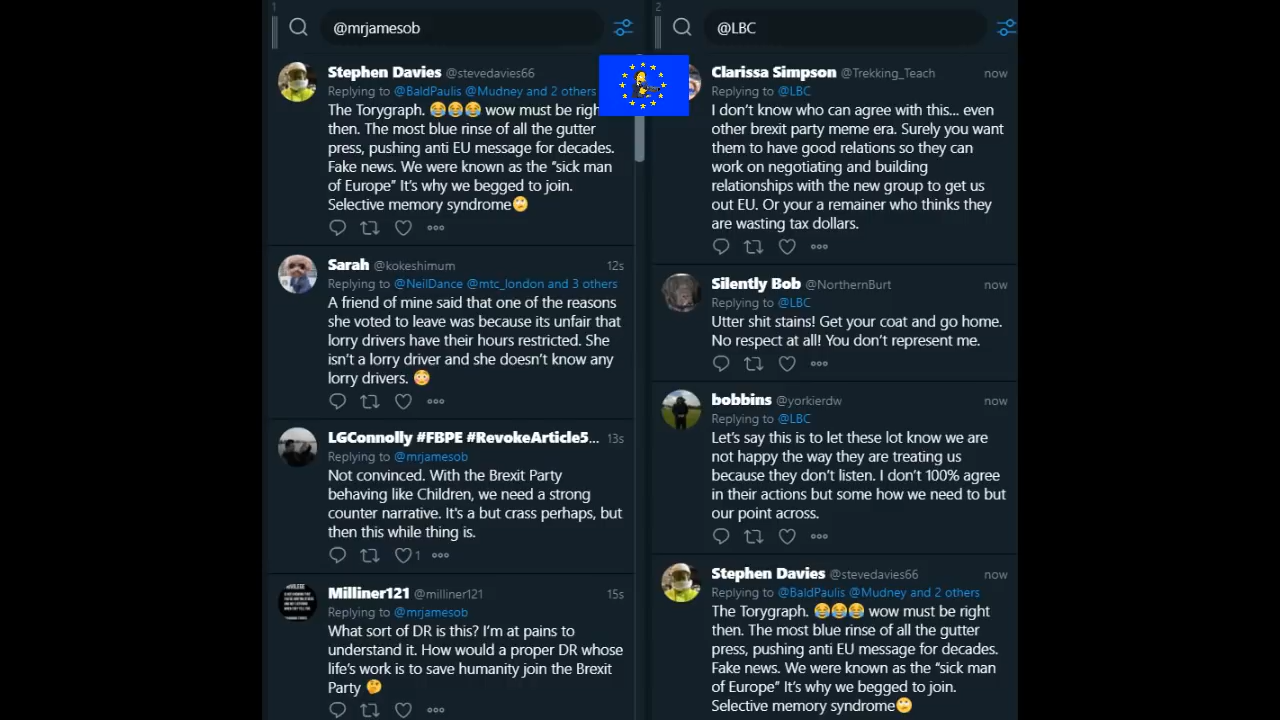 1
@mrjamesob
Stephen Davies @stevedavies66
Replying to @BaldPaulis @Mudney and 2 others
The Torygraph. 😂😂😂 wow must be
then. The most blue rinse of all the gutter
press, pushing anti EU message for decades.
Fake news. We were known as the "sick man
of Europe" It's why we begged to join.
Selective memory syndrome🙄
Sarah @kokeshimum 12s
Replying to @NeilDance @mtc_london and 3 others
A friend of mine said that one of the reasons
she voted to leave was because its unfair that
lorry drivers have their hours restricted. She
isn't a lorry driver and she doesn't know any
lorry drivers. 😳
LGConnolly #FBPE #RevokeArticle5... 13s
Replying to @mrjamesob
Not convinced. With the Brexit Party
behaving like Children, we need a strong
counter narrative. It's a but crass perhaps, but
then this while thing is.
1
Milliner121 @milliner121 15s
Replying to @mrjamesob
What sort of DR is this? I'm at pains to
understand it. How would a proper DR whose
life's work is to save humanity join the Brexit
Party 🤔
2
@LBC
Clarissa Simpson @Trekking_Teach now
Replying to @LBC
I don't know who can agree with this... even
other brexit party meme era. Surely you want
them to have good relations so they can
work on negotiating and building
relationships with the new group to get us
out EU. Or your a remainer who thinks they
are wasting tax dollars.
Silently Bob @NorthernBurt now
Replying to @LBC
Utter shit stains! Get your coat and go home.
No respect at all! You don't represent me.
bobbins @yorkierdw now
Replying to @LBC
Let's say this is to let these lot know we are
not happy the way they are treating us
because they don't listen. I don't 100% agree
in their actions but some how we need to but
our point across.
Stephen Davies @stevedavies66 now
Replying to @BaldPaulis @Mudney and 2 others
The Torygraph. 😂😂😂 wow must be right
then. The most blue rinse of all the gutter
press, pushing anti EU message for decades.
Fake news. We were known as the "sick man
of Europe" It's why we begged to join.
Selective memory syndrome🙄